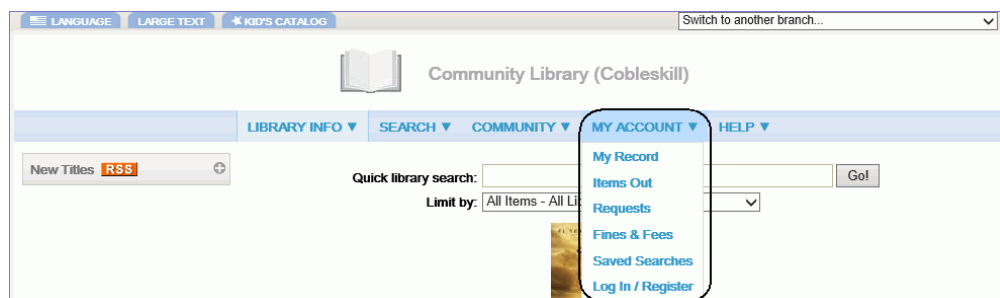 LANGUAGE LARGE TEXT KID'S CATALOG Switch to another branch...
Community Library (Cobleskill)
LIBRARY INFO ▼ SEARCH ▼ COMMUNITY ▼ MY ACCOUNT ▼ HELP ▼
New Titles RSS
Quick library search: Go!
Limit by: All Items - All
My Record
Items Out
Requests
Fines & Fees
Saved Searches
Log In / Register